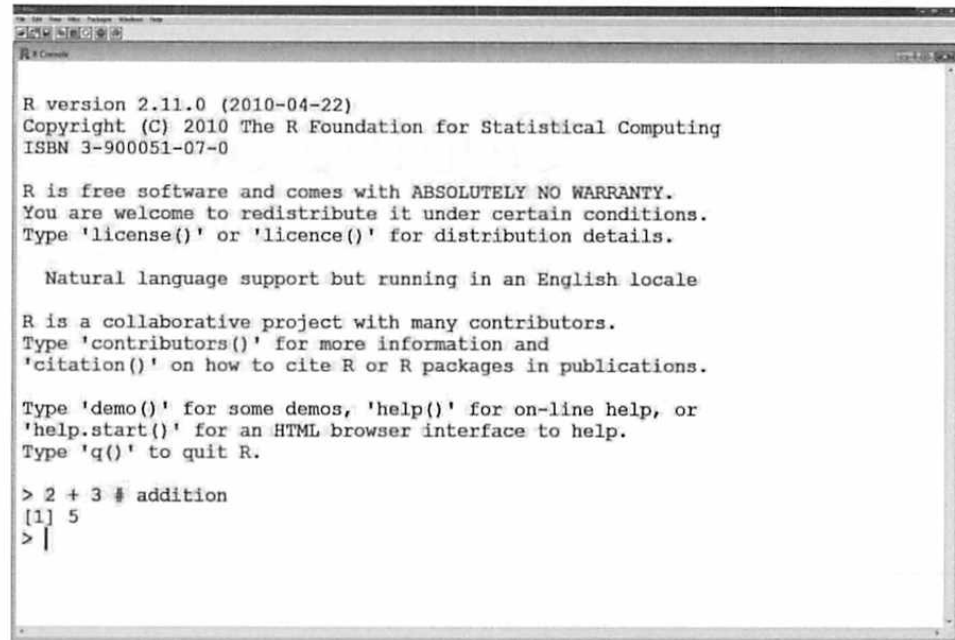 R Console
R version 2.11.0 (2010-04-22)
Copyright (C) 2010 The R Foundation for Statistical Computing
ISBN 3-900051-07-0
R is free software and comes with ABSOLUTELY NO WARRANTY.
You are welcome to redistribute it under certain conditions.
Type 'license()' or 'licence()' for distribution details.
Natural language support but running in an English locale
R is a collaborative project with many contributors.
Type 'contributors()' for more information and
'citation()' on how to cite R or R packages in publications.
Type 'demo()' for some demos, 'help()' for on-line help, or
'help.start()' for an HTML browser interface to help.
Type 'q()' to quit R.
> 2 + 3 # addition
[1] 5
>